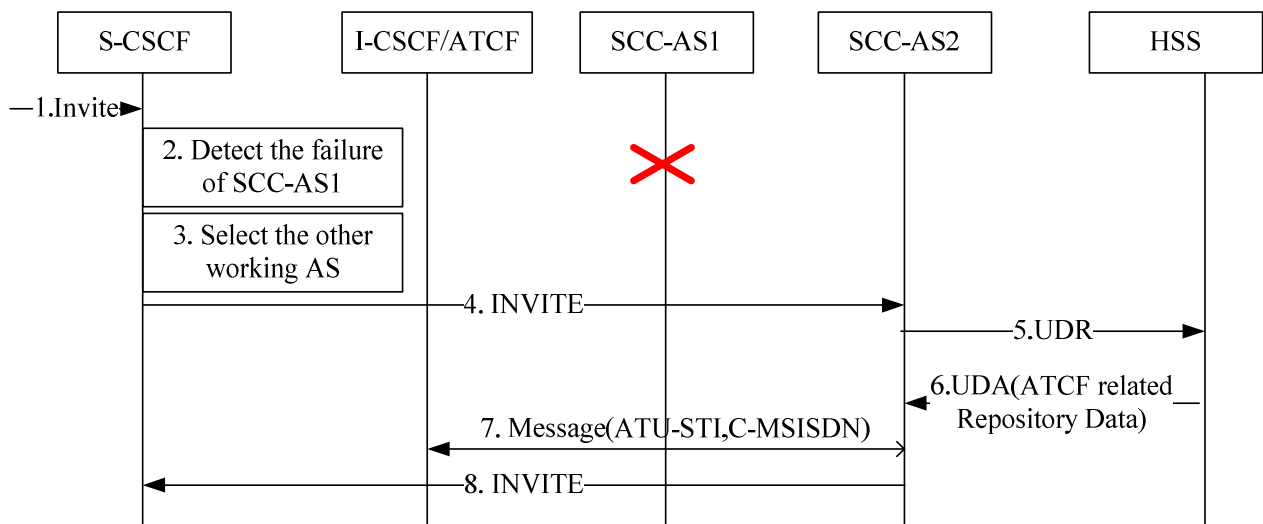 S-CSCF
I-CSCF/ATCF
SCC-AS1
SCC-AS2
HSS
1.Invite
2. Detect the failure
of SCC-AS1
3. Select the other
working AS
4. INVITE
5.UDR
6.UDA(ATCF related
Repository Data)
7. Message(ATU-STI,C-MSISDN)
8. INVITE